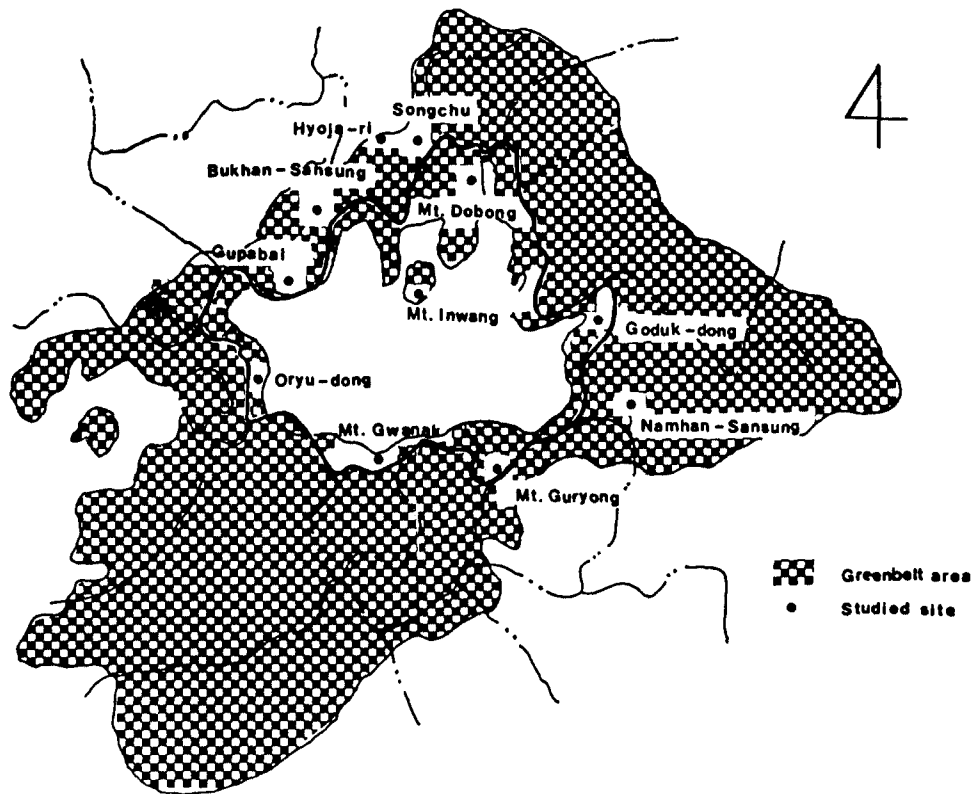 Songchu
Hyoja-ri
Bukhan-Sansung
Mt. Dobong
Gupabal
Mt. Inwang
Goduk-dong
Oryu-dong
Mt. Gwanak
Namhan-Sansung
Mt. Guryong
Greenbelt area
Studied site